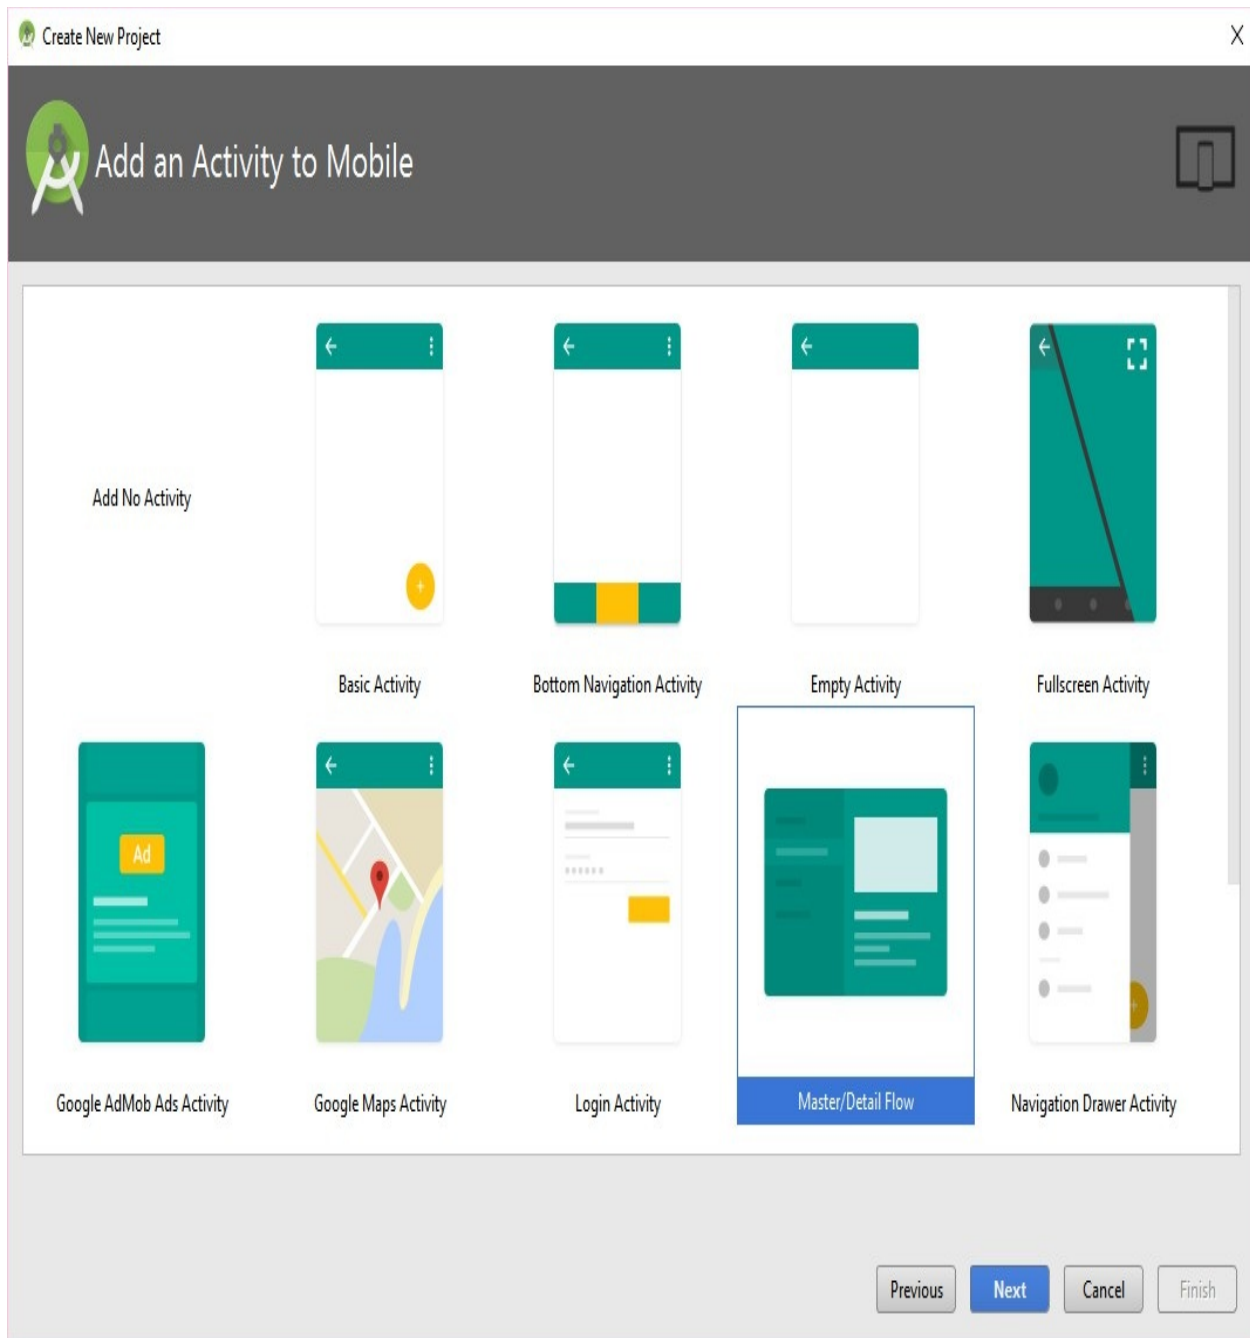 Create New Project
X
Add an Activity to Mobile
Add No Activity
Basic Activity
Bottom Navigation Activity
Empty Activity
Fullscreen Activity
Ad
Google AdMob Ads Activity
Google Maps Activity
Login Activity
Master/Detail Flow
Navigation Drawer Activity
Previous
Next
Cancel
Finish